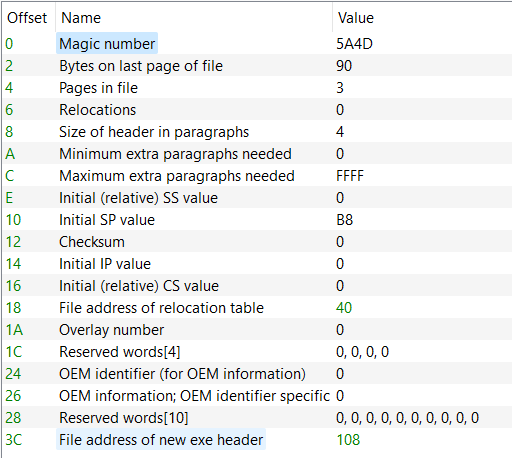 Offset Name Value
0 Magic number 5A4D
2 Bytes on last page of file 90
4 Pages in file 3
6 Relocations 0
8 Size of header in paragraphs 4
A Minimum extra paragraphs needed 0
C Maximum extra paragraphs needed FFFF
E Initial (relative) SS value 0
10 Initial SP value B8
12 Checksum 0
14 Initial IP value 0
16 Initial (relative) CS value 0
18 File address of relocation table 40
1A Overlay number 0
1C Reserved words[4] 0, 0, 0, 0
24 OEM identifier (for OEM information) 0
26 OEM information; OEM identifier specific 0
28 Reserved words[10] 0, 0, 0, 0, 0, 0, 0, 0, 0, 0
3C File address of new exe header 108